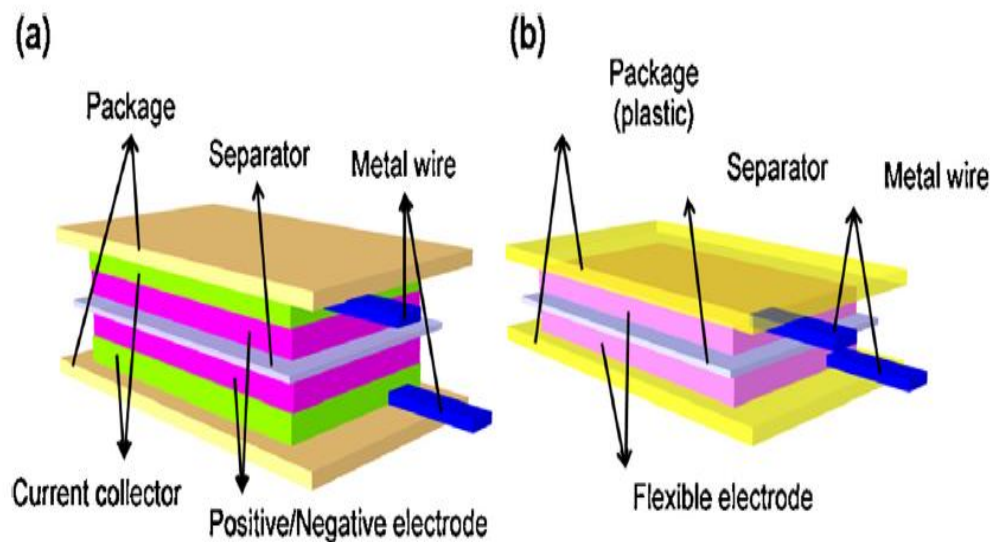 (a)
Package
Separator
Metal wire
Current collector
Positive/Negative electrode
(b)
Package
(plastic)
Separator
Metal wire
Flexible electrode